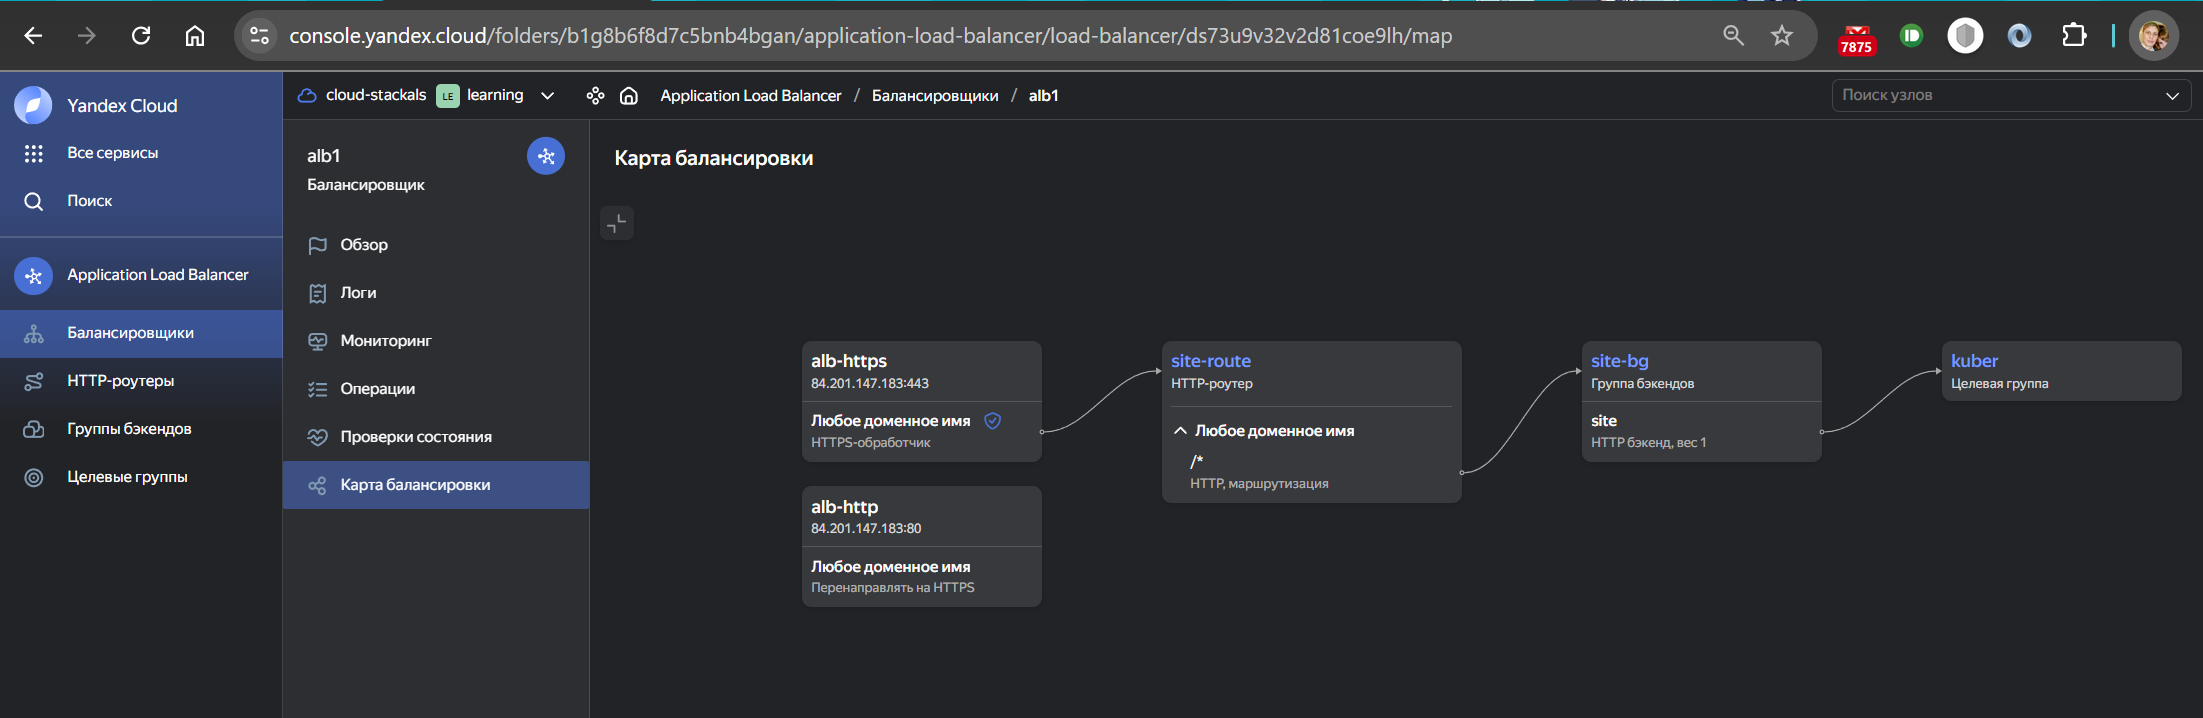 console.yandex.cloud/folders/b1g8b6f8d7c5bnb4bgan/application-load-balancer/load-balancer/ds73u9v32v2d81coe9lh/map
7875
Yandex Cloud
Все сервисы
Поиск
Application Load Balancer
Балансировщики
HTTP-роутеры
Группы бэкендов
Целевые группы
cloud-stackals LE learning
Application Load Balancer / Балансировщики / alb1
Поиск узлов
alb1
Балансировщик
Обзор
Логи
Мониторинг
Операции
Проверки состояния
Карта балансировки
Карта балансировки
alb-https
84.201.147.183:443
Любое доменное имя
HTTPS-обработчик
alb-http
84.201.147.183:80
Любое доменное имя
Перенаправлять на HTTPS
site-route
HTTP-роутер
Любое доменное имя
/*
HTTP, маршрутизация
site-bg
Группа бэкендов
site
HTTP бэкенд, вес 1
kuber
Целевая группа